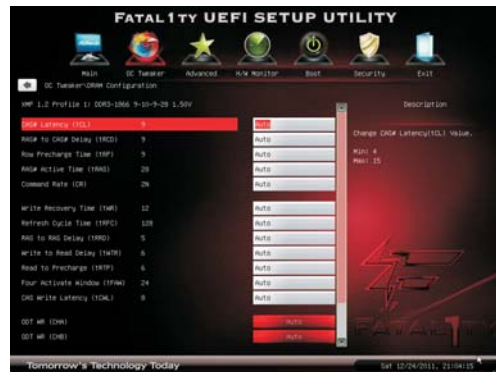 FATAL1TY UEFI SETUP UTILITY
Main OC Tweaker Advanced H/W Monitor Boot Security Exit
OC Tweaker\DRAM Configuration
XMP 1.2 Profile 1: DDR3-1866 9-10-9-28 1.50V
Description
CAS# Latency (tCL) 9 Auto
Change CAS# Latency(tCL) Value.
RAS# to CAS# Delay (tRCD) 9 Auto
Min: 4
Row Precharge Time (tRP) 9 Auto
Max: 15
RAS# Active Time (tRAS) 28 Auto
Command Rate (CR) 2N Auto
Write Recovery Time (tWR) 12 Auto
Refresh Cycle Time (tRFC) 128 Auto
RAS to RAS Delay (tRRD) 5 Auto
Write to Read Delay (tWTR) 6 Auto
Read to Precharge (tRTP) 6 Auto
Four Activate Window (tFAW) 24 Auto
CAS Write Latency (tCWL) 8 Auto
ODT WR (CHA) Auto
ODT WR (CHB) Auto
FATAL1TY
Tomorrow's Technology Today
Sat 12/24/2011, 21:04:15